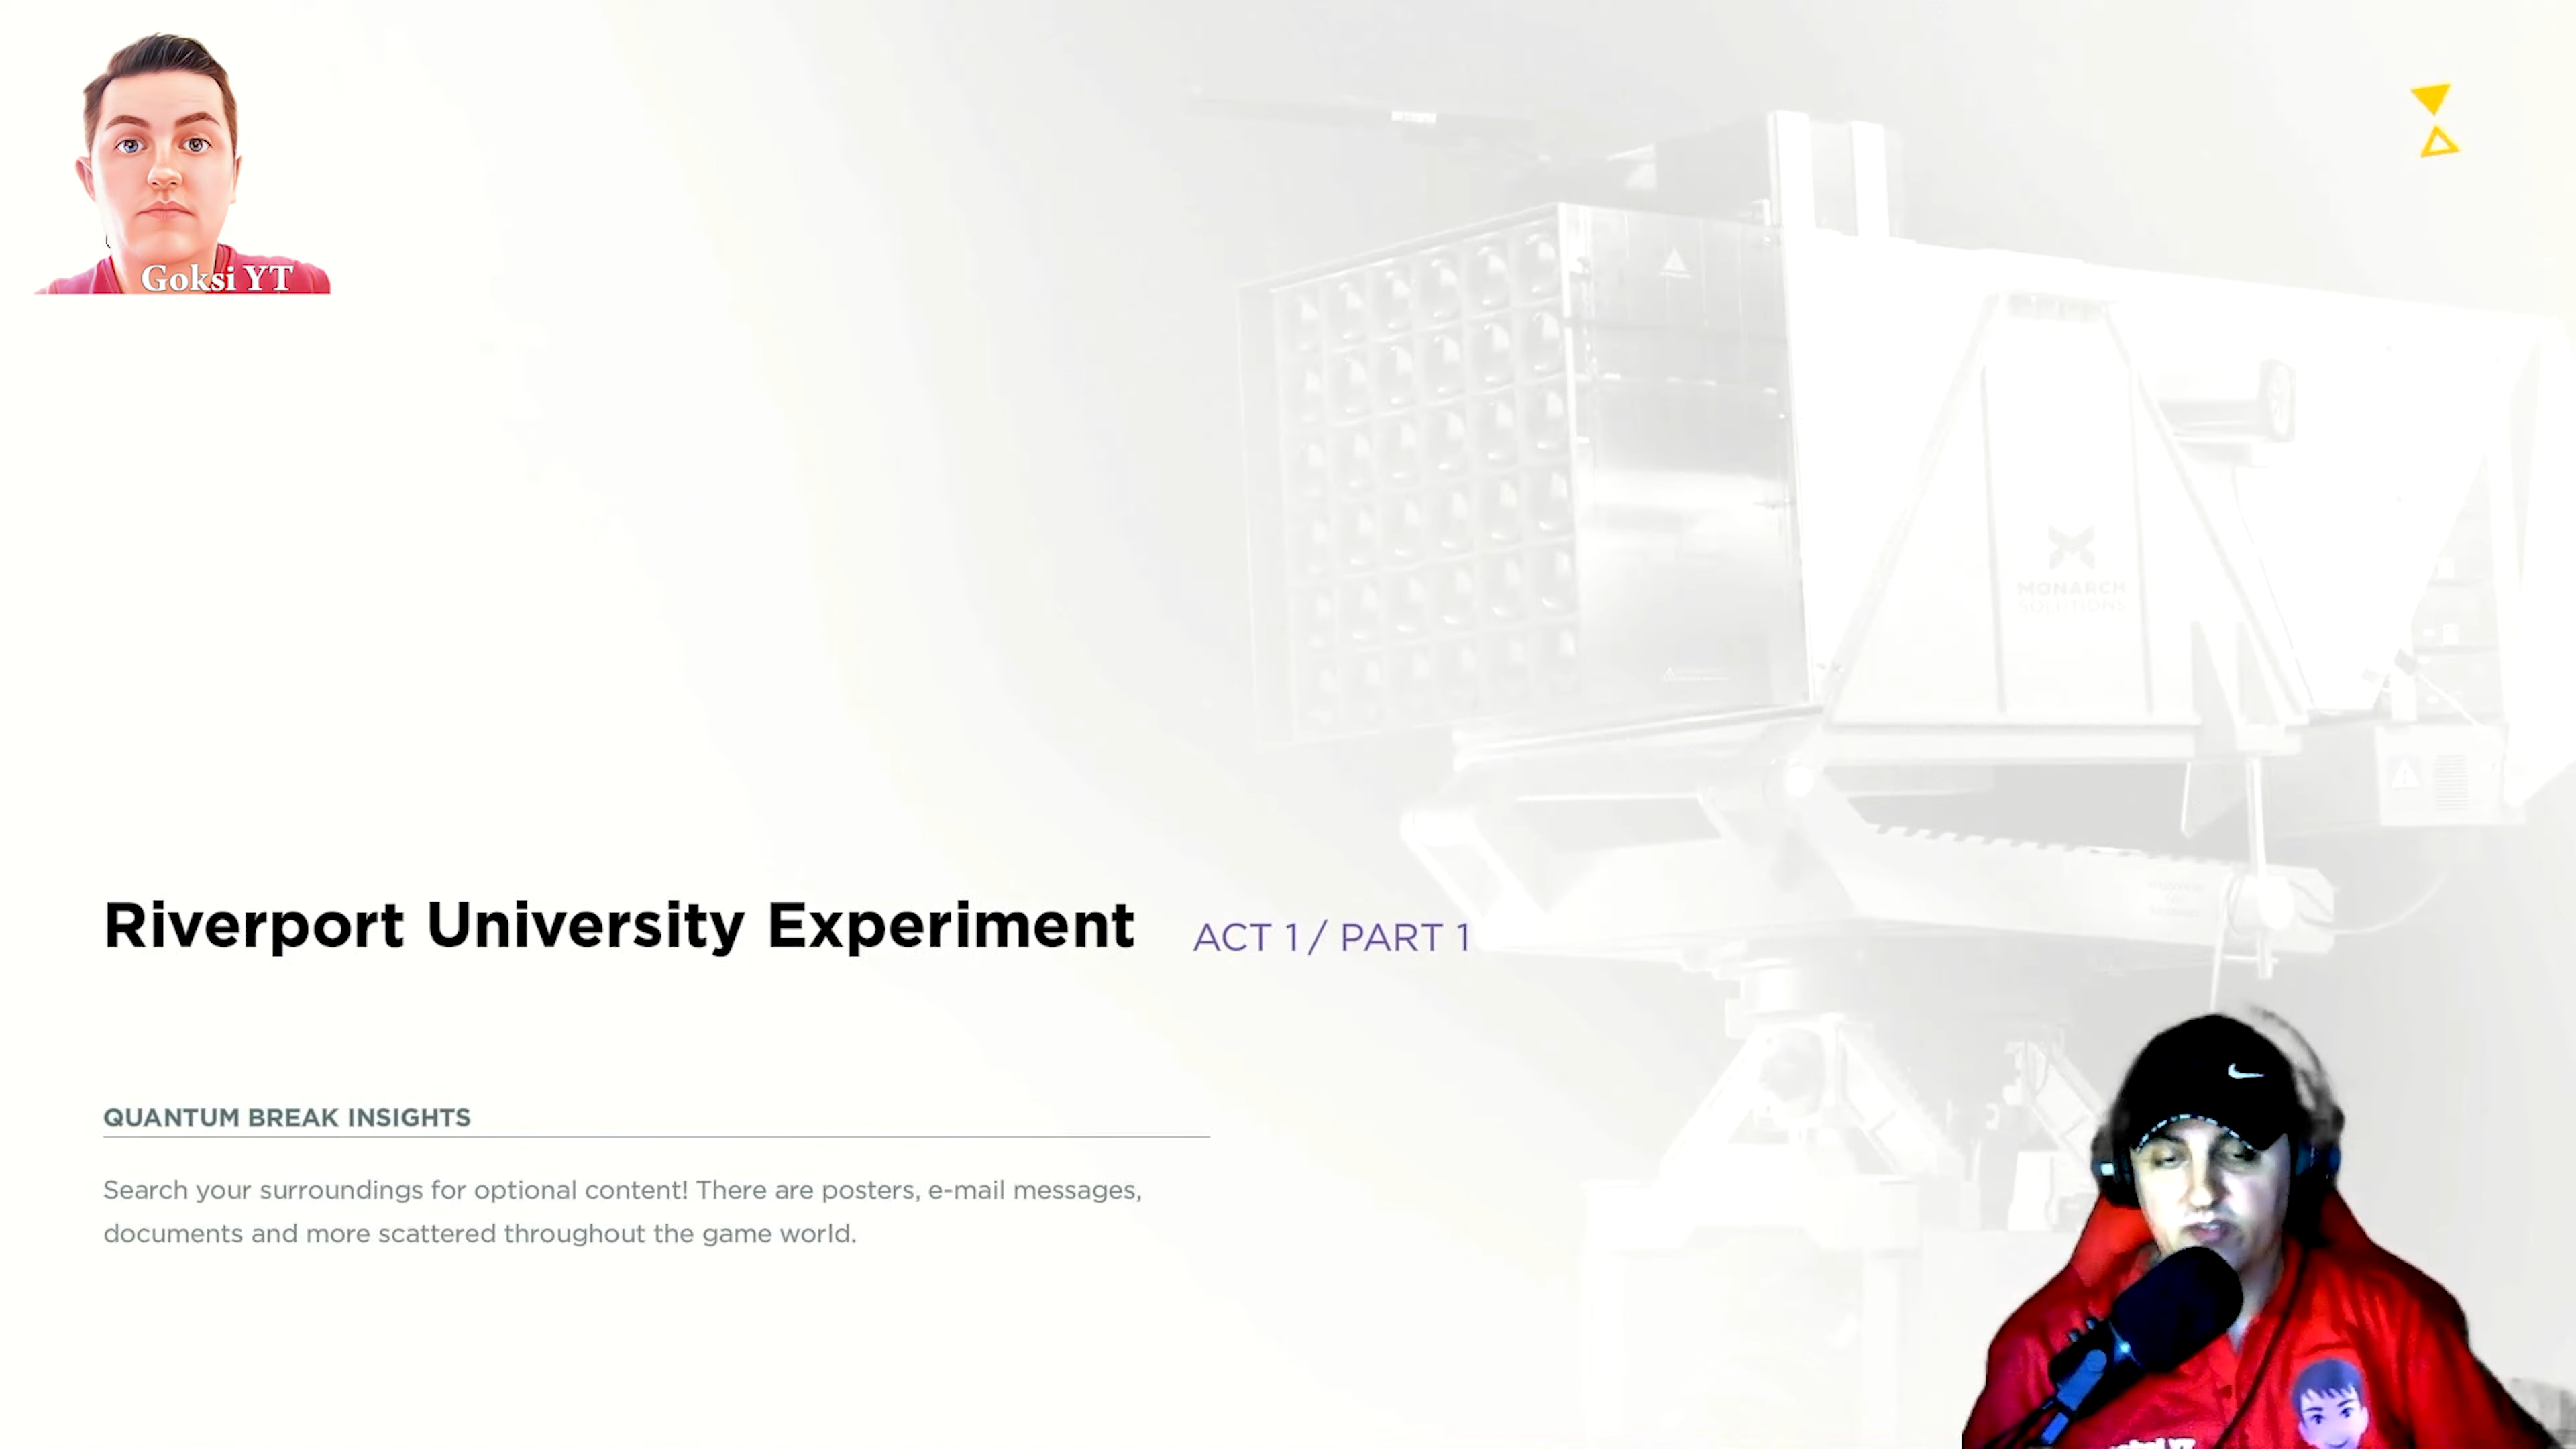 Goksi YT
MONARCH
SOLUTIONS
Riverport University Experiment ACT 1 / PART 1
QUANTUM BREAK INSIGHTS
Search your surroundings for optional content! There are posters, e-mail messages,
documents and more scattered throughout the game world.